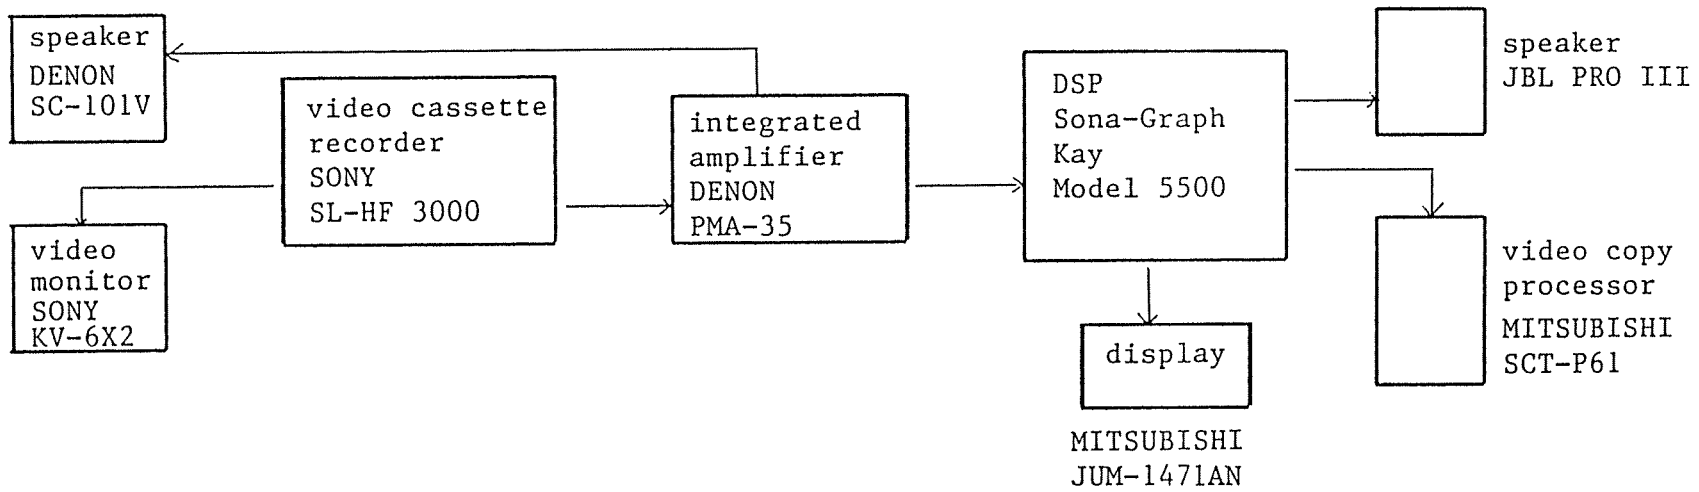 speaker
DENON
SC-101V
video
monitor
SONY
KV-6X2
video cassette
recorder
SONY
SL-HF 3000
integrated
amplifier
DENON
PMA-35
DSP
Sona-Graph
Kay
Model 5500
display
MITSUBISHI
JUM-1471AN
speaker
JBL PRO III
video copy
processor
MITSUBISHI
SCT-P61